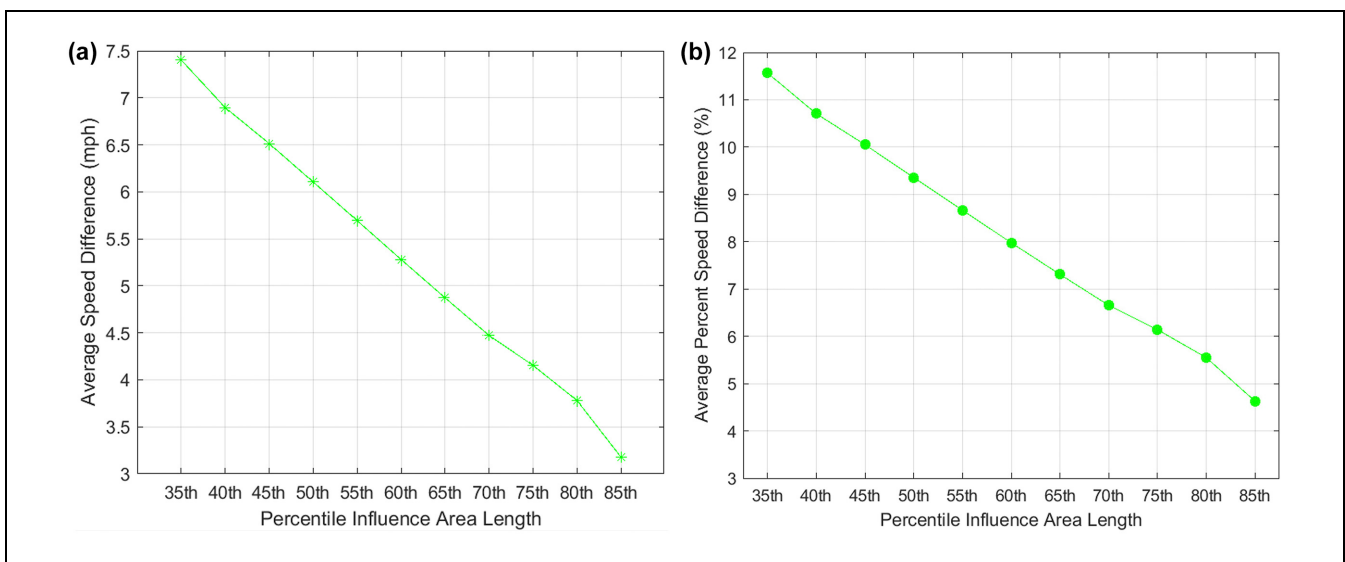 (a)
7.5
7
6.5
6
5.5
5
4.5
4
3.5
3
Average Speed Difference (mph)
35th 40th 45th 50th 55th 60th 65th 70th 75th 80th 85th
Percentile Influence Area Length
(b)
12
11
10
9
8
7
6
5
4
3
Average Percent Speed Difference (%)
35th 40th 45th 50th 55th 60th 65th 70th 75th 80th 85th
Percentile Influence Area Length